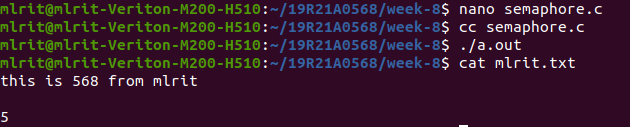 mlrit@mlrit-Veriton-M200-H510:~/19R21A0568/week-8$ nano semaphore.c
mlrit@mlrit-Veriton-M200-H510:~/19R21A0568/week-8$ cc semaphore.c
mlrit@mlrit-Veriton-M200-H510:~/19R21A0568/week-8$ ./a.out
mlrit@mlrit-Veriton-M200-H510:~/19R21A0568/week-8$ cat mlrit.txt
this is 568 from mlrit
5